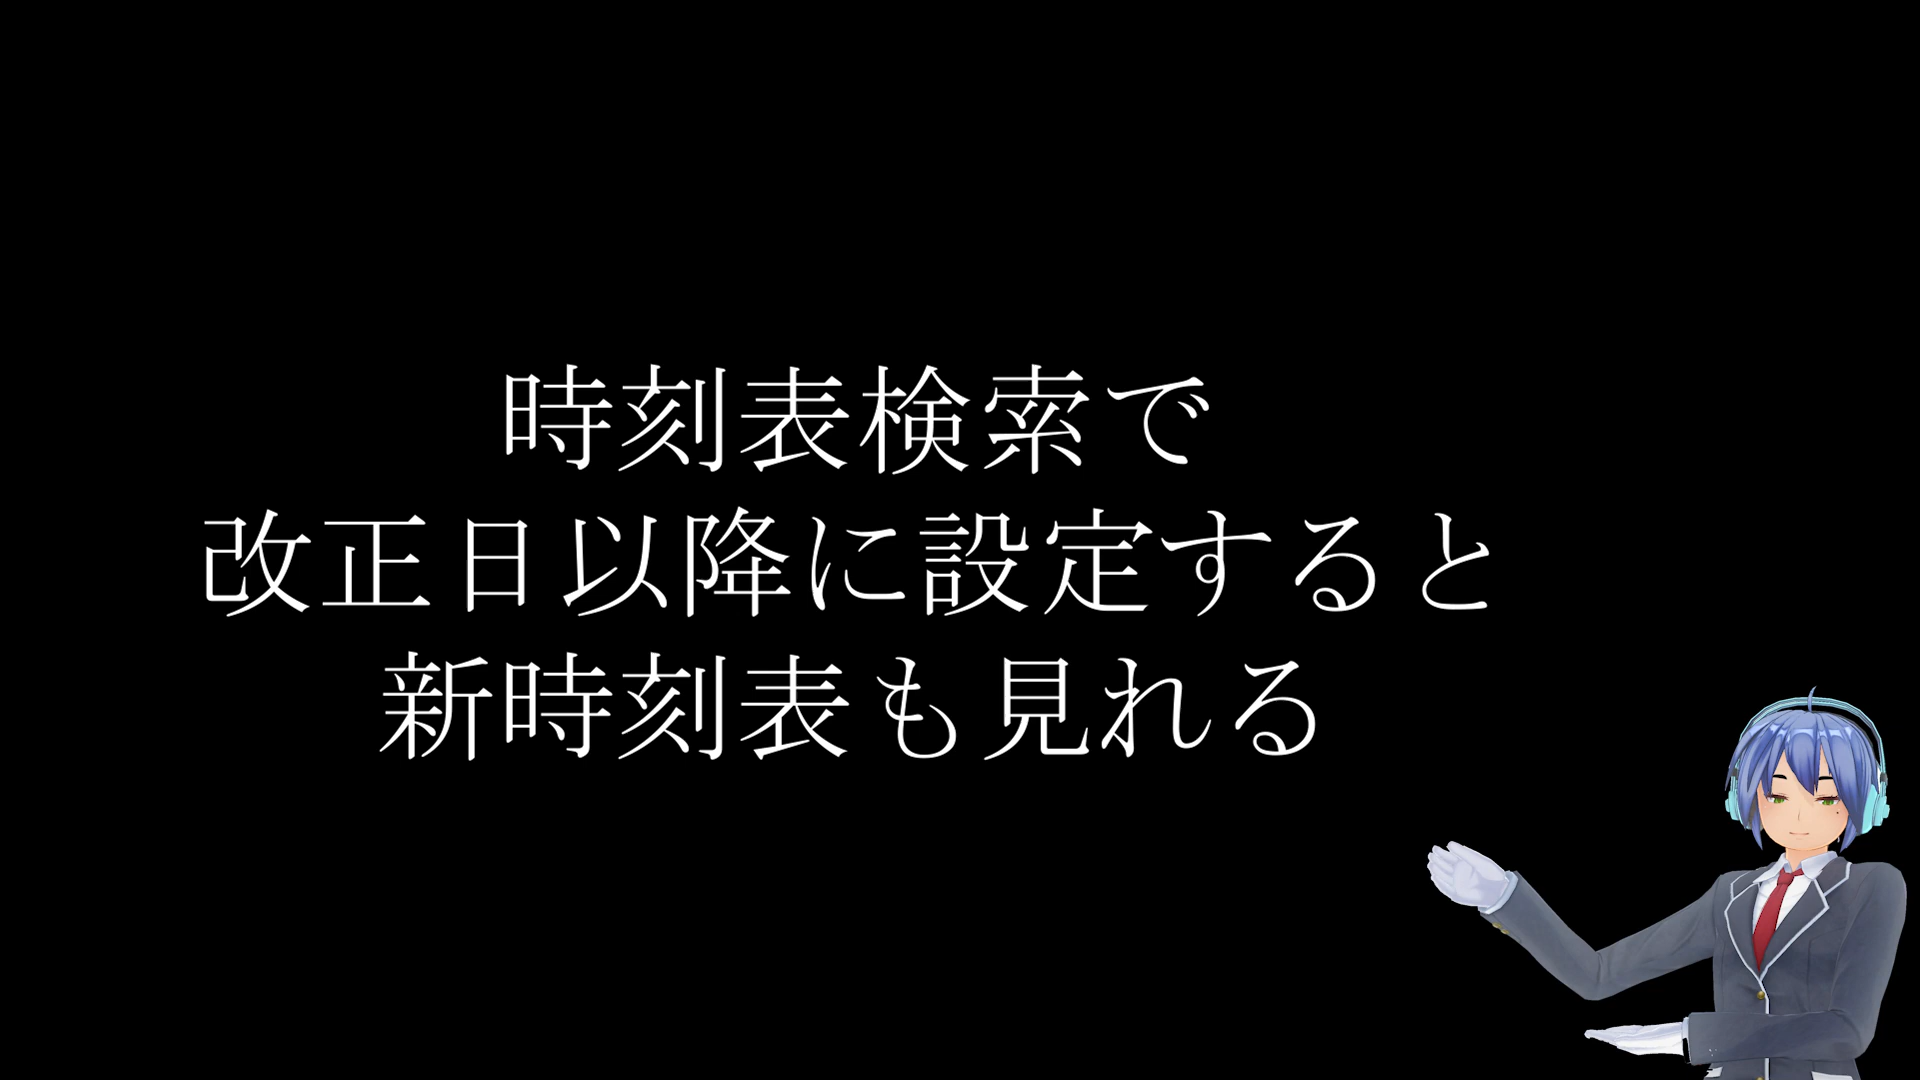 時刻表検索で
改正日以降に設定すると
新時刻表も見れる